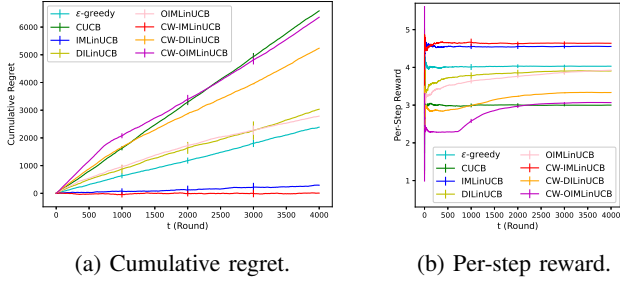 Cumulative Regret
6000
5000
4000
3000
2000
1000
0
ε-greedy
CUCB
IMLinUCB
DILinUCB
OIMLinUCB
CW-IMLinUCB
CW-DILinUCB
CW-OIMLinUCB
0 500 1000 1500 2000 2500 3000 3500 4000
t (Round)
(a) Cumulative regret.
Per-Step Reward
5
4
3
2
1
ε-greedy
CUCB
IMLinUCB
DILinUCB
OIMLinUCB
CW-IMLinUCB
CW-DILinUCB
CW-OIMLinUCB
0 500 1000 1500 2000 2500 3000 3500 4000
t (Round)
(b) Per-step reward.